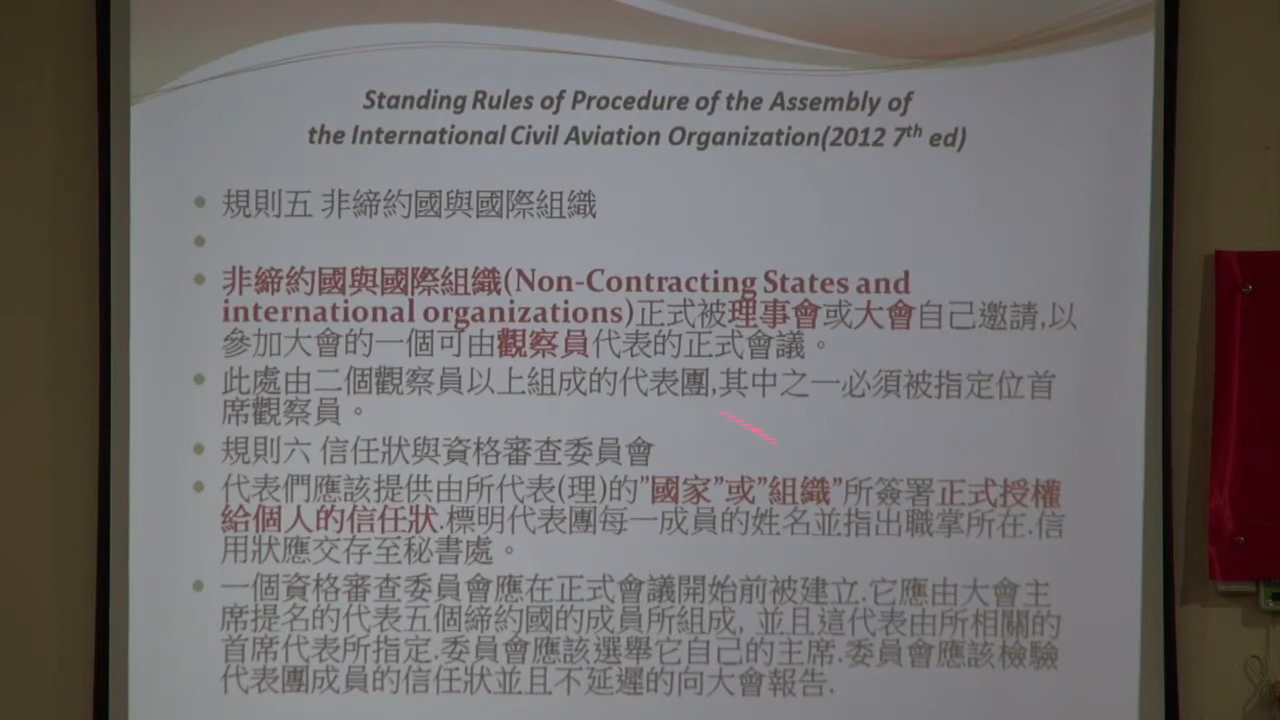 Standing Rules of Procedure of the Assembly of
the International Civil Aviation Organization(2012 7th ed)
• 規則五 非締約國與國際組織
•
• 非締約國與國際組織(Non-Contracting States and
international organizations)正式被理事會或大會自己邀請,以
參加大會的一個可由觀察員代表的正式會議。
• 此處由二個觀察員以上組成的代表團,其中之一必須被指定位首
席觀察員。
• 規則六 信任狀與資格審查委員會
• 代表們應該提供由所代表(理)的”國家”或”組織”所簽署正式授權
給個人的信任狀.標明代表團每一成員的姓名並指出職掌所在.信
用狀應交存至秘書處。
• 一個資格審查委員會應在正式會議開始前被建立.它應由大會主
席提名的代表五個締約國的成員所組成, 並且這代表由所相關的
首席代表所指定.委員會應該選舉它自己的主席.委員會應該檢驗
代表團成員的信任狀並且不延遲的向大會報告.